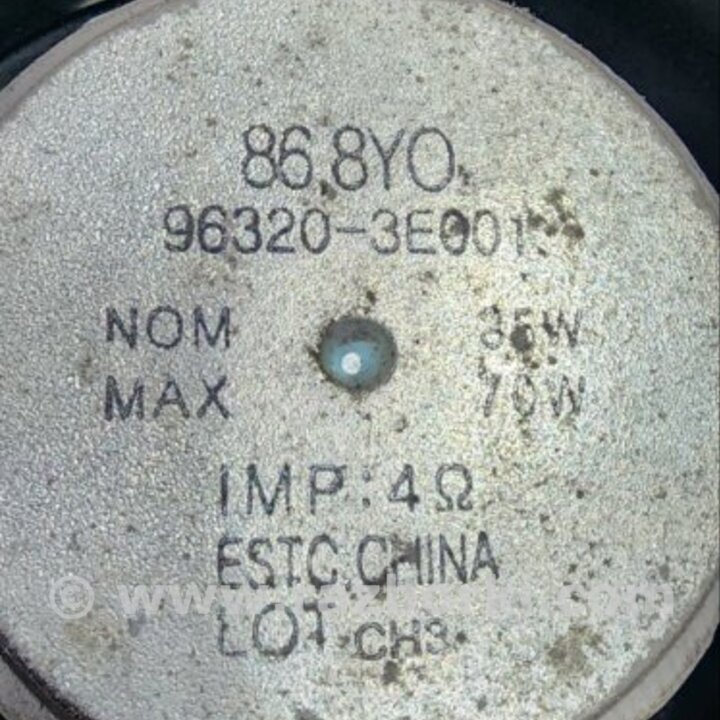 86.8YO
96320-3E001
NOM 35W
MAX 70W
IMP:4Ω
ESTC.CHINA
LOT CH3